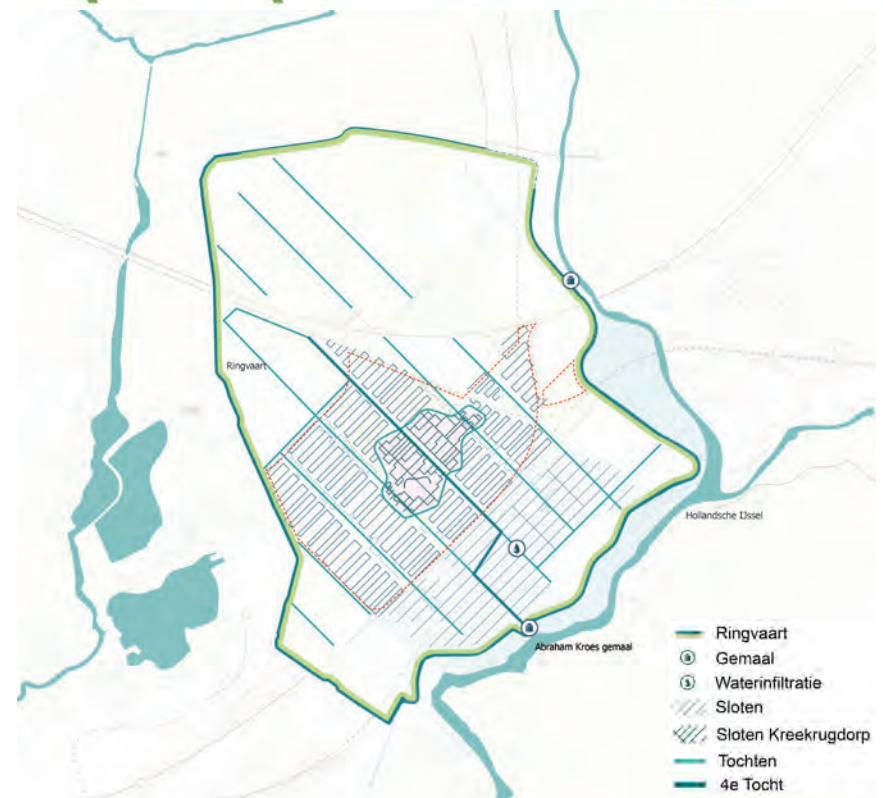 Ringvaart
Hollandsche IJssel
Abraham Kroes gemaal
Ringvaart
Gemaal
Waterinfiltratie
Sloten
Sloten Kreekrugdorp
Tochten
4e Tocht